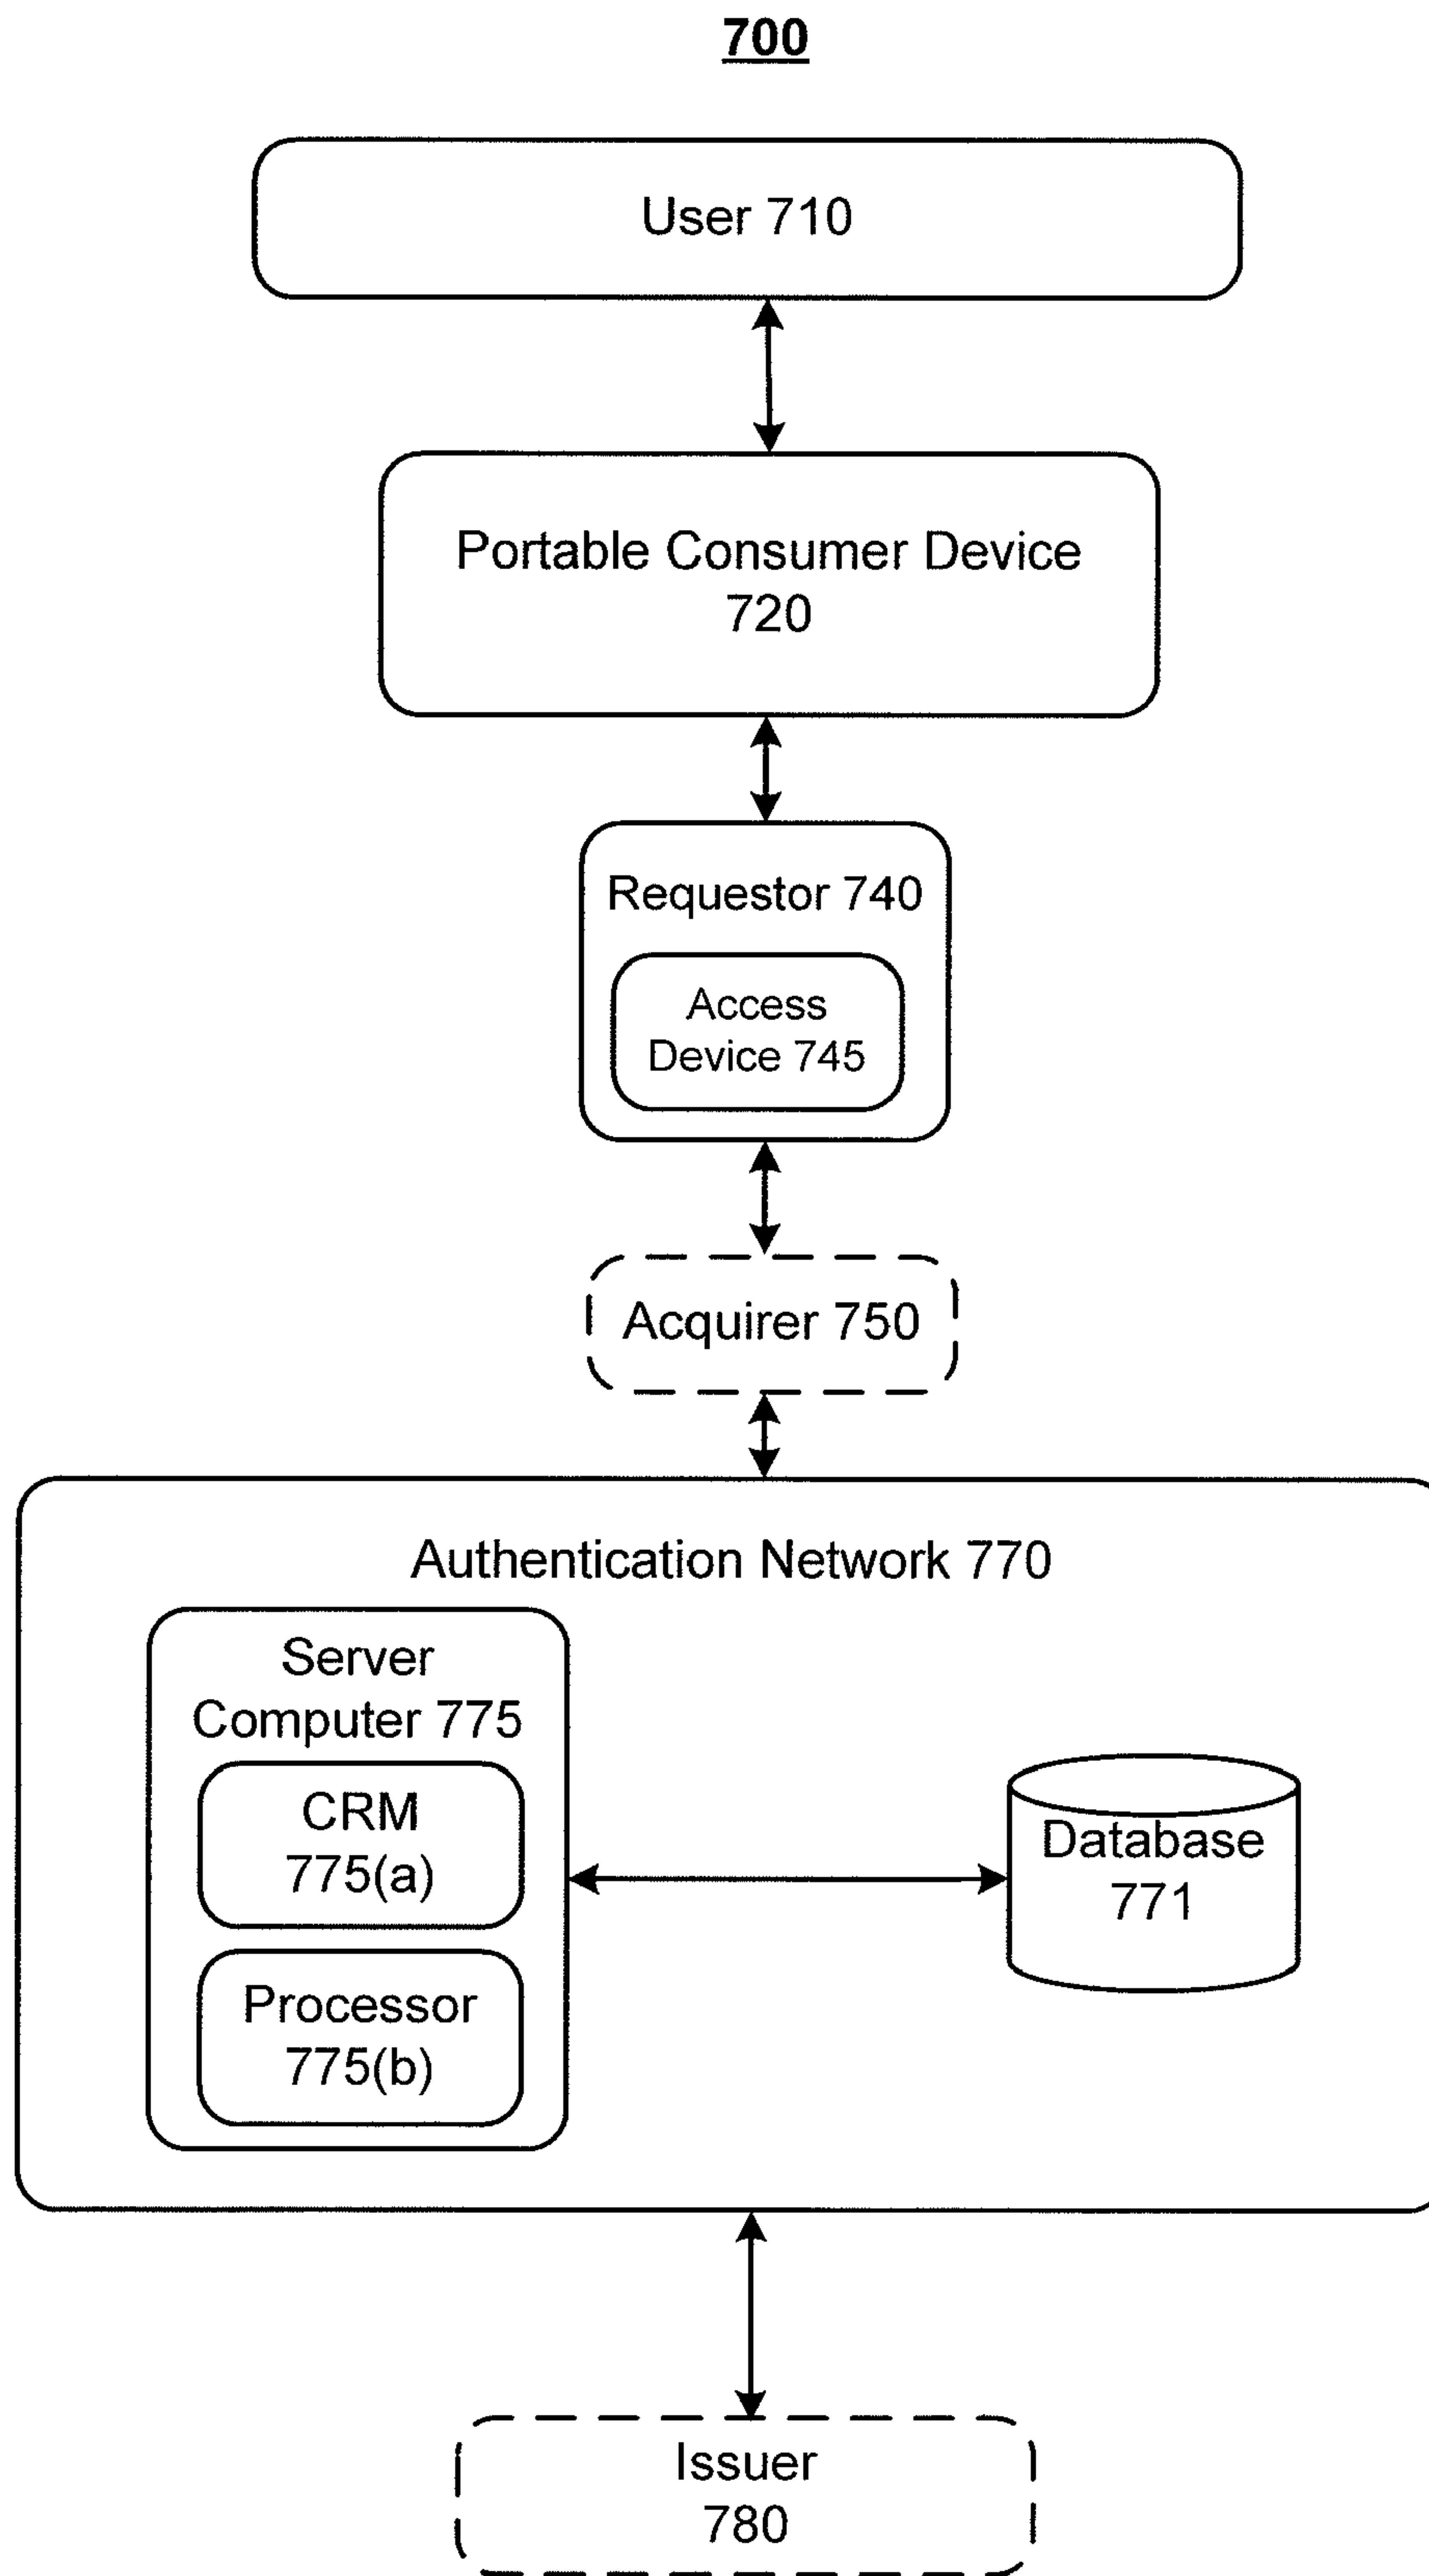 700
User 710
Portable Consumer Device
720
Requestor 740
Access
Device 745
Acquirer 750
Authentication Network 770
Server
Computer 775
CRM
775(a)
Processor
775(b)
Database
771
Issuer
780